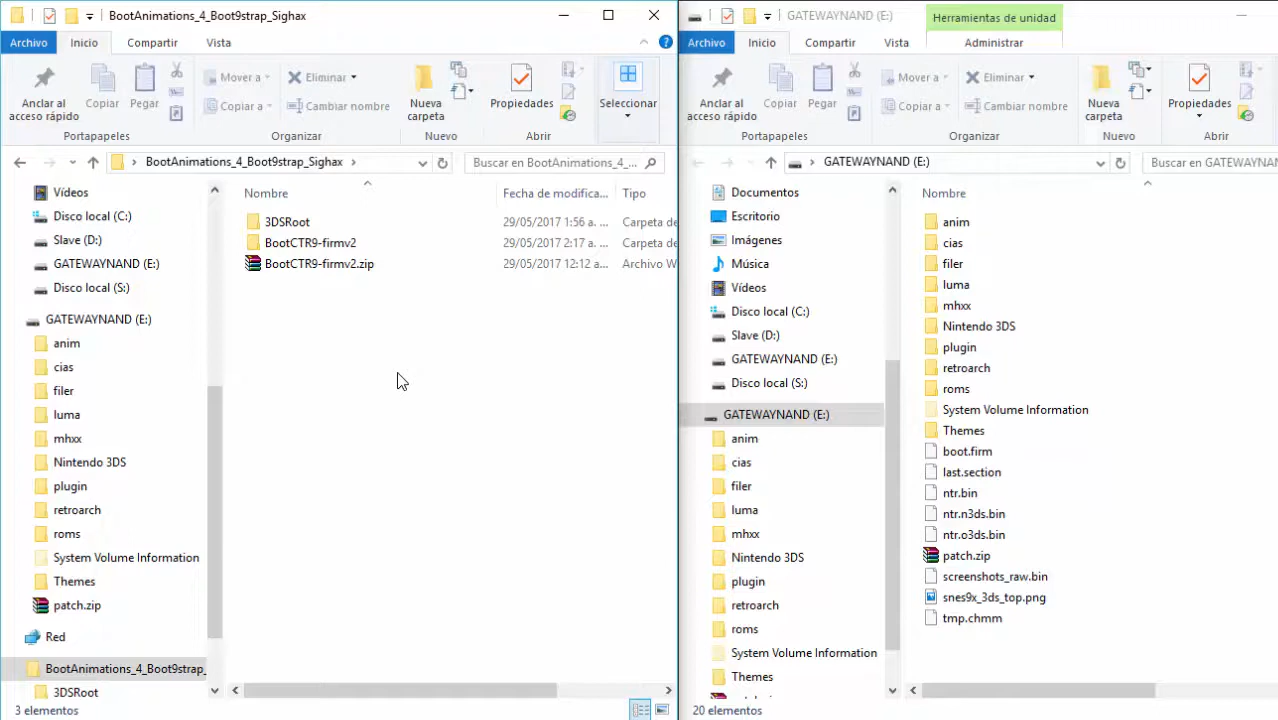 BootAnimations_4_Boot9strap_Sighax
Archivo
Inicio
Compartir
Vista
Anclar al
acceso rápido
Copiar
Pegar
Mover a
Copiar a
Eliminar
Cambiar nombre
Nueva
carpeta
Propiedades
Seleccionar
Portapapeles
Organizar
Nuevo
Abrir
BootAnimations_4_Boot9strap_Sighax
Buscar en BootAnimations_4_...
Vídeos
Disco local (C:)
Slave (D:)
GATEWAYNAND (E:)
Disco local (S:)
GATEWAYNAND (E:)
anim
cias
filer
luma
mhxx
Nintendo 3DS
plugin
retroarch
roms
System Volume Information
Themes
patch.zip
Red
BootAnimations_4_Boot9strap_
3DSRoot
Nombre
Fecha de modifica...
Tipo
3DSRoot 29/05/2017 1:56 a. ... Carpeta de
BootCTR9-firmv2 29/05/2017 2:17 a. ... Carpeta de
BootCTR9-firmv2.zip 29/05/2017 12:12 a... Archivo W
3 elementos
GATEWAYNAND (E:)
Herramientas de unidad
Archivo
Inicio
Compartir
Vista
Administrar
Anclar al
acceso rápido
Copiar
Pegar
Mover a
Copiar a
Eliminar
Cambiar nombre
Nueva
carpeta
Propiedades
Portapapeles
Organizar
Nuevo
Abrir
GATEWAYNAND (E:)
Buscar en GATEWAYNAND
Documentos
Escritorio
Imágenes
Música
Vídeos
Disco local (C:)
Slave (D:)
GATEWAYNAND (E:)
Disco local (S:)
GATEWAYNAND (E:)
anim
cias
filer
luma
mhxx
Nintendo 3DS
plugin
retroarch
roms
System Volume Information
Themes
Nombre
anim
cias
filer
luma
mhxx
Nintendo 3DS
plugin
retroarch
roms
System Volume Information
Themes
boot.firm
last.section
ntr.bin
ntr.n3ds.bin
ntr.o3ds.bin
patch.zip
screenshots_raw.bin
snes9x_3ds_top.png
tmp.chmm
20 elementos